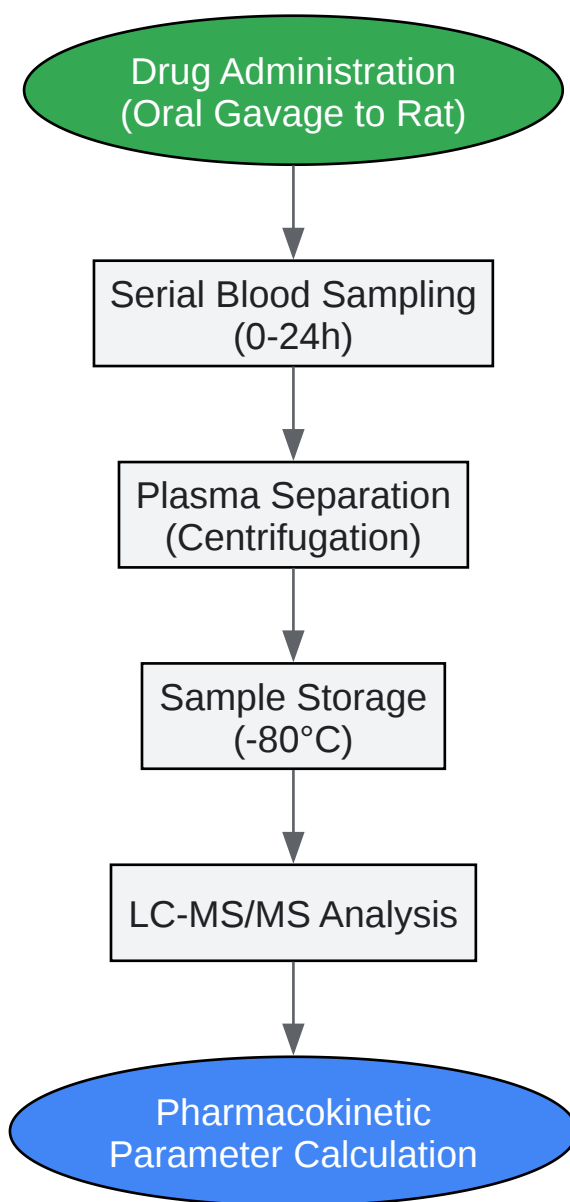 Drug Administration
(Oral Gavage to Rat)
Serial Blood Sampling
(0-24h)
Plasma Separation
(Centrifugation)
Sample Storage
(-80°C)
LC-MS/MS Analysis
Pharmacokinetic
Parameter Calculation